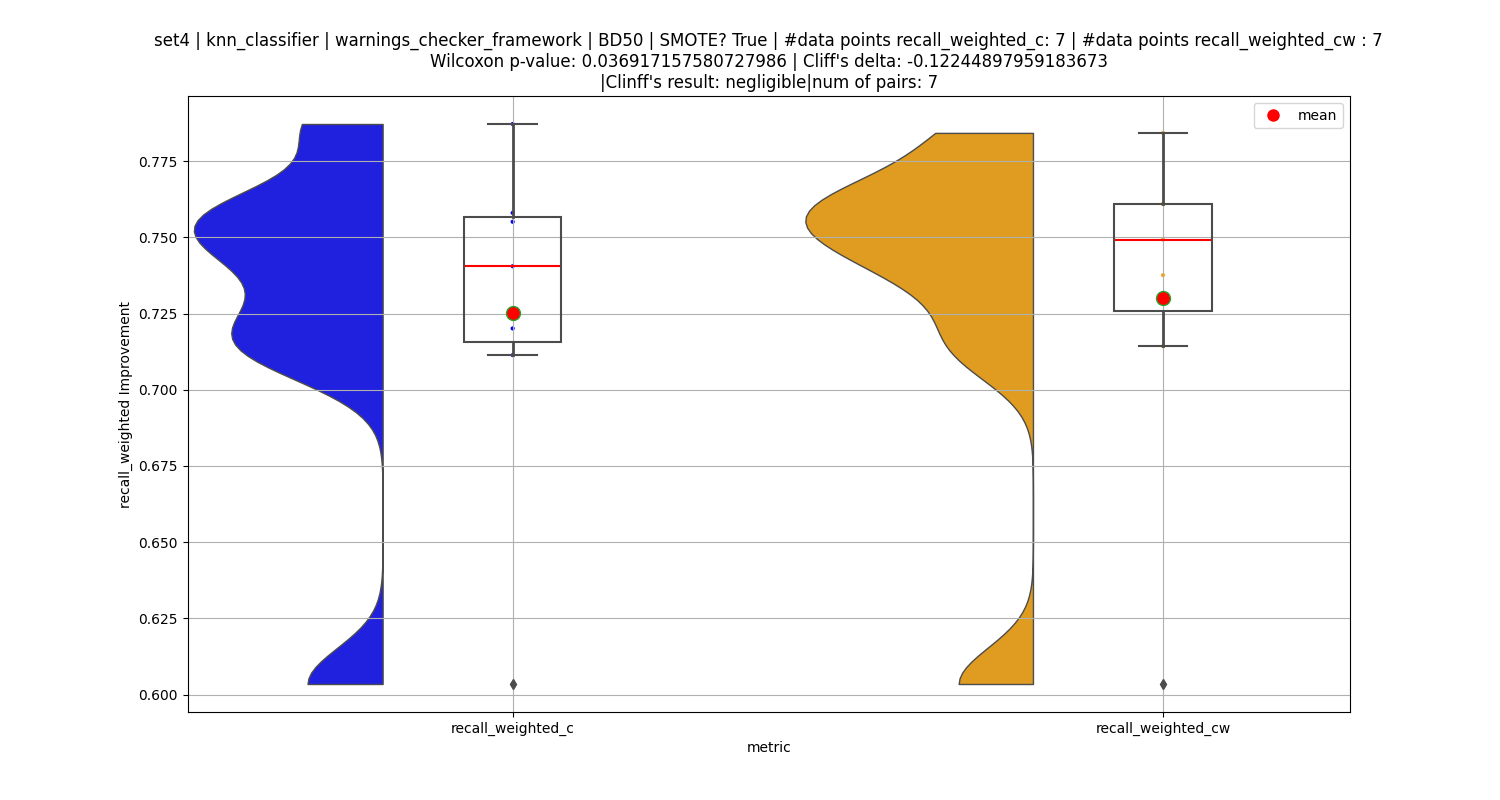 set4 | knn_classifier | warnings_checker_framework | BD50 | SMOTE? True | #data points recall_weighted_c: 7 | #data points recall_weighted_cw : 7
Wilcoxon p-value: 0.036917157580727986 | Cliff's delta: -0.12244897959183673
|Clinff's result: negligible|num of pairs: 7
mean
0.775
0.750
0.725
0.700
0.675
0.650
0.625
0.600
recall_weighted Improvement
recall_weighted_c
recall_weighted_cw
metric